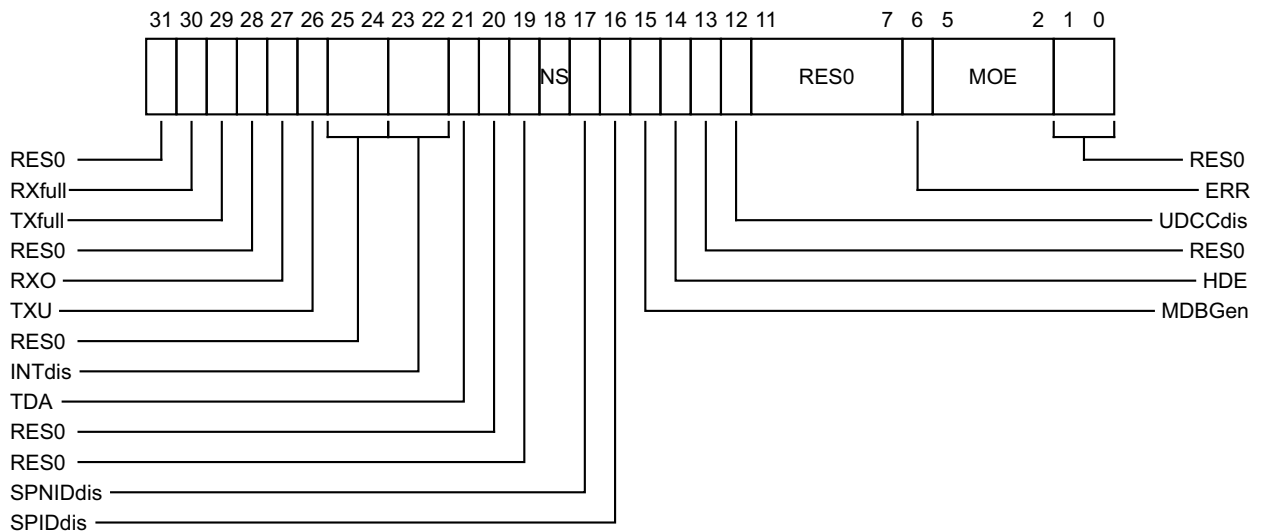 31 30 29 28 27 26 25 24 23 22 21 20 19 18 17 16 15 14 13 12 11 7 6 5 2 1 0
NS RES0 MOE
RES0 RES0
RXfull ERR
TXfull UDCCdis
RES0 RES0
RXO HDE
TXU MDBGen
RES0
INTdis
TDA
RES0
RES0
SPNIDdis
SPIDdis